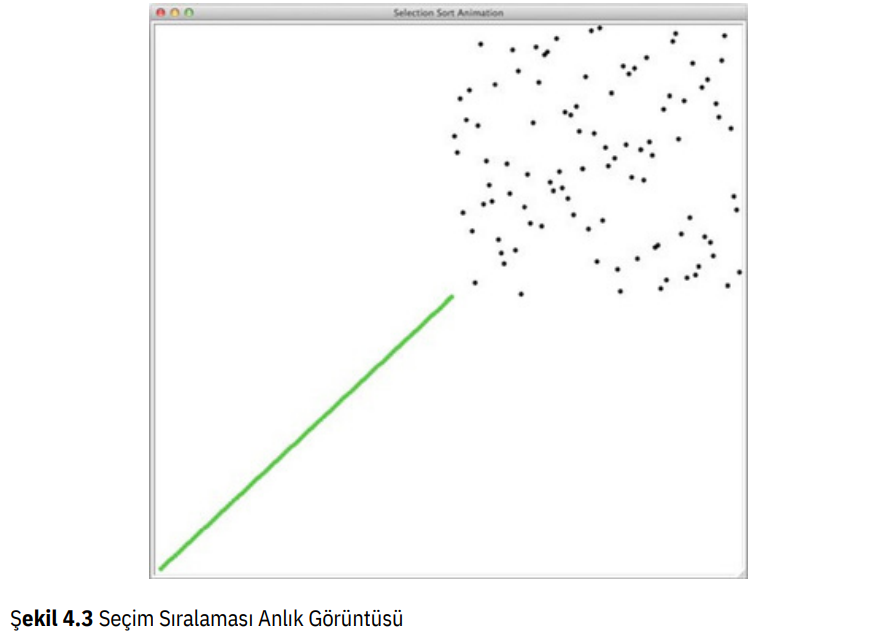 Selection Sort Animation
Şekil 4.3 Seçim Sıralaması Anlık Görüntüsü